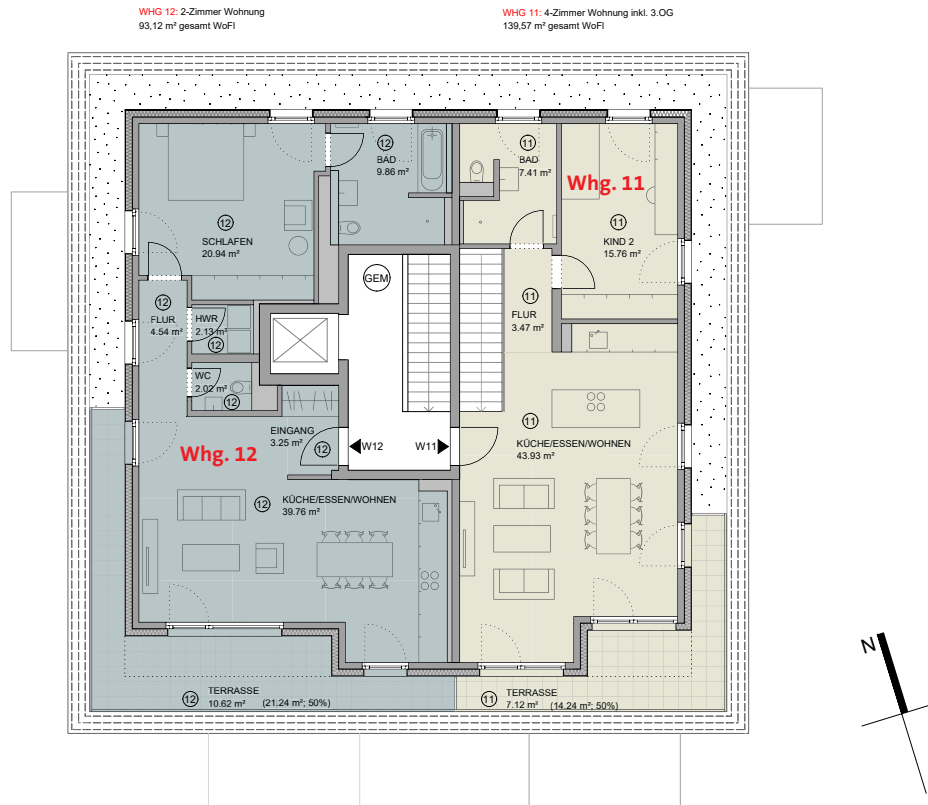 WHG 12: 2-Zimmer Wohnung
93,12 m² gesamt WoFl
WHG 11: 4-Zimmer Wohnung inkl. 3.OG
139,57 m² gesamt WoFl
12
BAD
9.86 m²
11
BAD
7.41 m²
Whg. 11
12
SCHLAFEN
20.94 m²
11
KIND 2
15.76 m²
GEM
12
FLUR
4.54 m²
HWR
2.13 m²
12
11
FLUR
3.47 m²
WC
2.02 m²
12
EINGANG
3.25 m²
12
W12
W11
11
KÜCHE/ESSEN/WOHNEN
43.93 m²
Whg. 12
12
KÜCHE/ESSEN/WOHNEN
39.76 m²
N
12
TERRASSE
10.62 m² (21.24 m²; 50%)
11
TERRASSE
7.12 m² (14.24 m²; 50%)